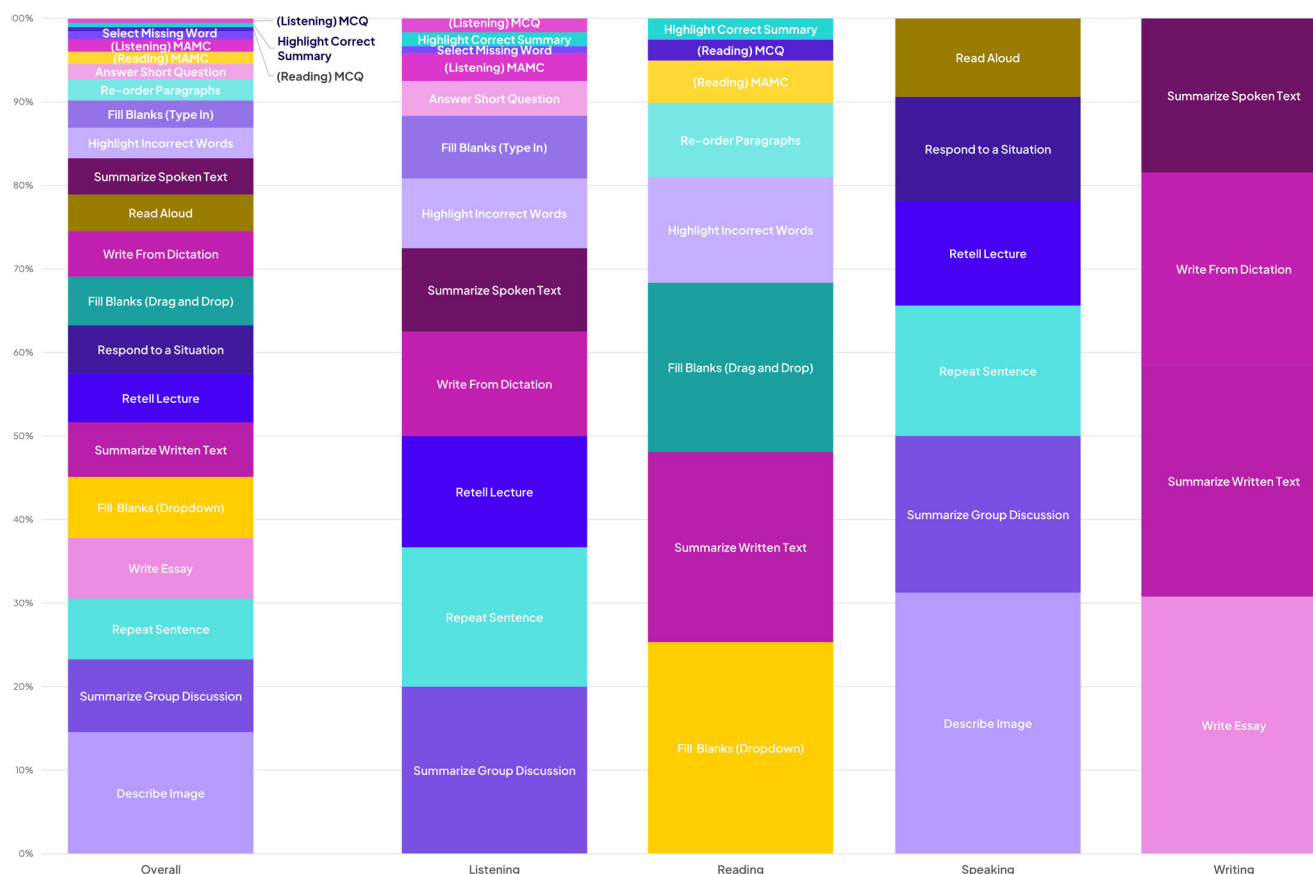 100%
90%
80%
70%
60%
50%
40%
30%
20%
10%
0%
Select Missing Word
(Listening) MAMC
(Reading) MAMC
Answer Short Question
Re-order Paragraphs
Fill Blanks (Type In)
Highlight Incorrect Words
Summarize Spoken Text
Read Aloud
Write From Dictation
Fill Blanks (Drag and Drop)
Respond to a Situation
Retell Lecture
Summarize Written Text
Fill Blanks (Dropdown)
Write Essay
Repeat Sentence
Summarize Group Discussion
Describe Image
Overall
(Listening) MCQ
Highlight Correct
Summary
(Reading) MCQ
(Listening) MCQ
Highlight Correct Summary
Select Missing Word
(Listening) MAMC
Answer Short Question
Fill Blanks (Type In)
Highlight Incorrect Words
Summarize Spoken Text
Write From Dictation
Retell Lecture
Repeat Sentence
Summarize Group Discussion
Listening
Highlight Correct Summary
(Reading) MCQ
(Reading) MAMC
Re-order Paragraphs
Highlight Incorrect Words
Fill Blanks (Drag and Drop)
Summarize Written Text
Fill Blanks (Dropdown)
Reading
Read Aloud
Respond to a Situation
Retell Lecture
Repeat Sentence
Summarize Group Discussion
Describe Image
Speaking
Summarize Spoken Text
Write From Dictation
Summarize Written Text
Write Essay
Writing